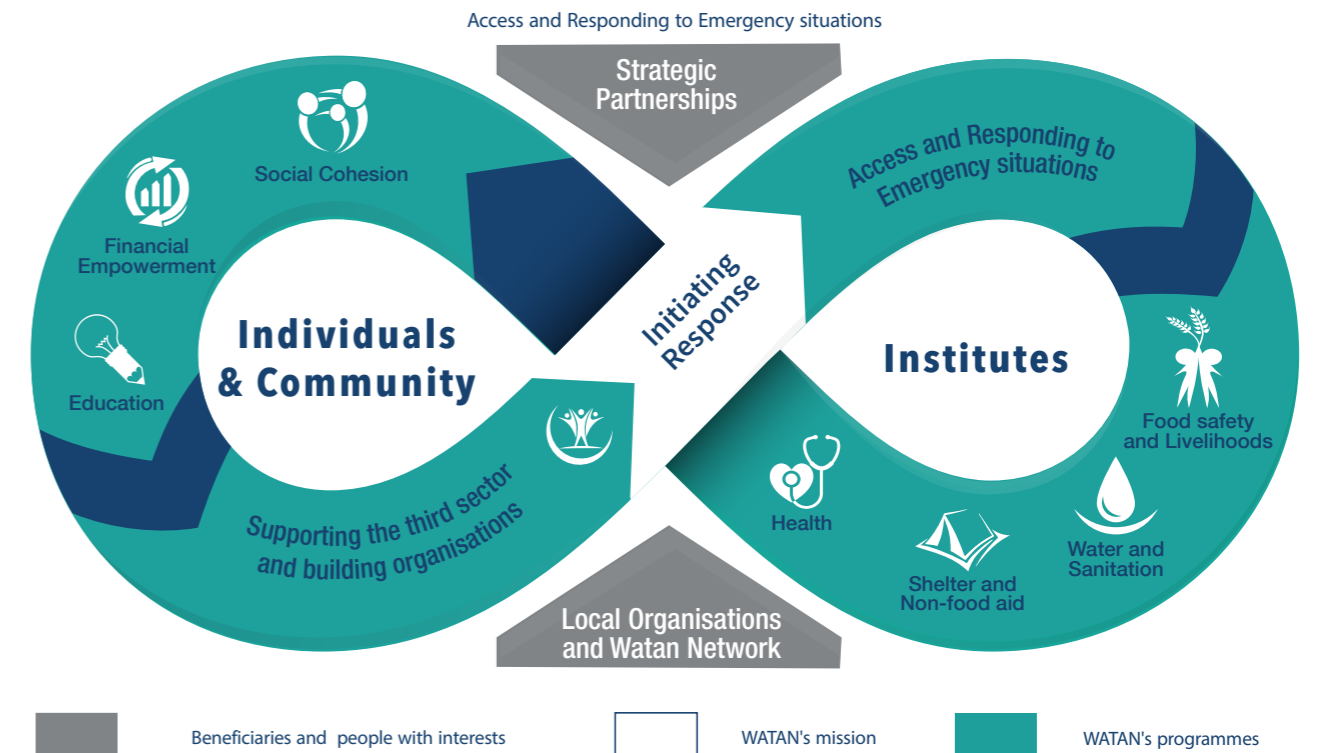 Access and Responding to Emergency situations
Strategic
Partnerships
Social Cohesion
Financial
Empowerment
Education
Individuals
& Community
Supporting the third sector
and building organisations
Initiating
Response
Access and Responding to
Emergency situations
Institutes
Food safety
and Livelihoods
Water and
Sanitation
Shelter and
Non-food aid
Health
Local Organisations
and Watan Network
Beneficiaries and people with interests
WATAN's mission
WATAN's programmes